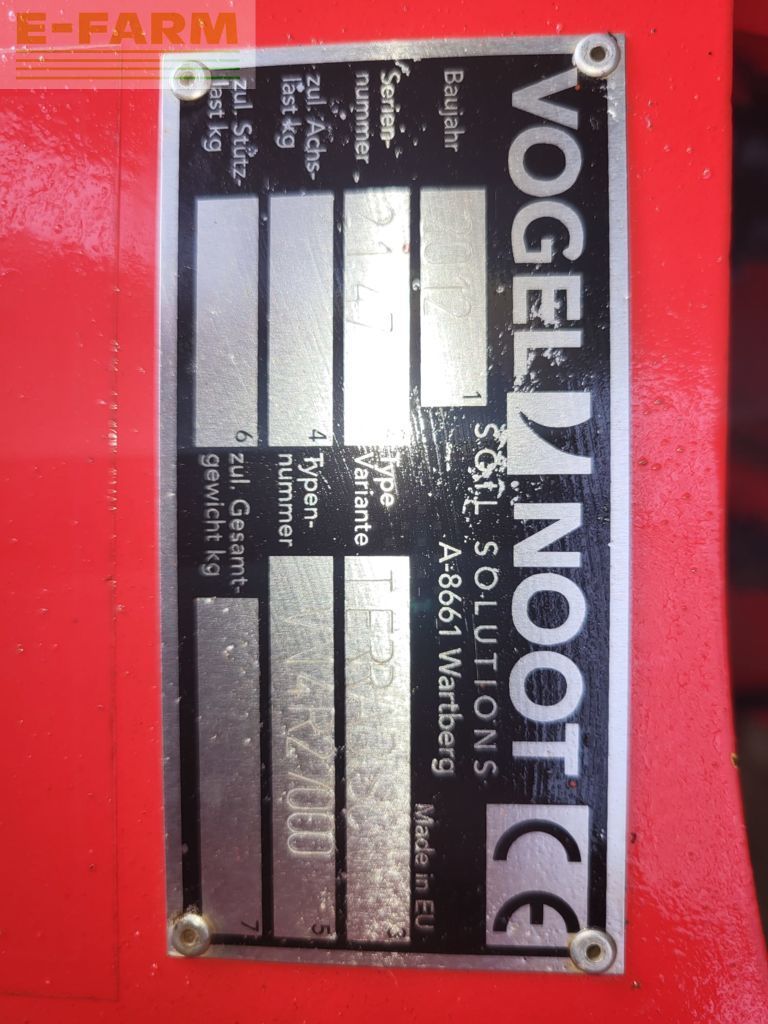 E-FARM
VOGEL NOOT
SOIL SOLUTIONS
A-8661 Wartberg
Made in EU
CE
Baujahr
2012
1
Serien-
nummer
2147
Type
Variante
TERRADISC
3
zul. Achs-
last kg
4
Typen-
nummer
VN4R27000
5
zul. Stütz-
last kg
6
zul. Gesamt-
gewicht kg
7